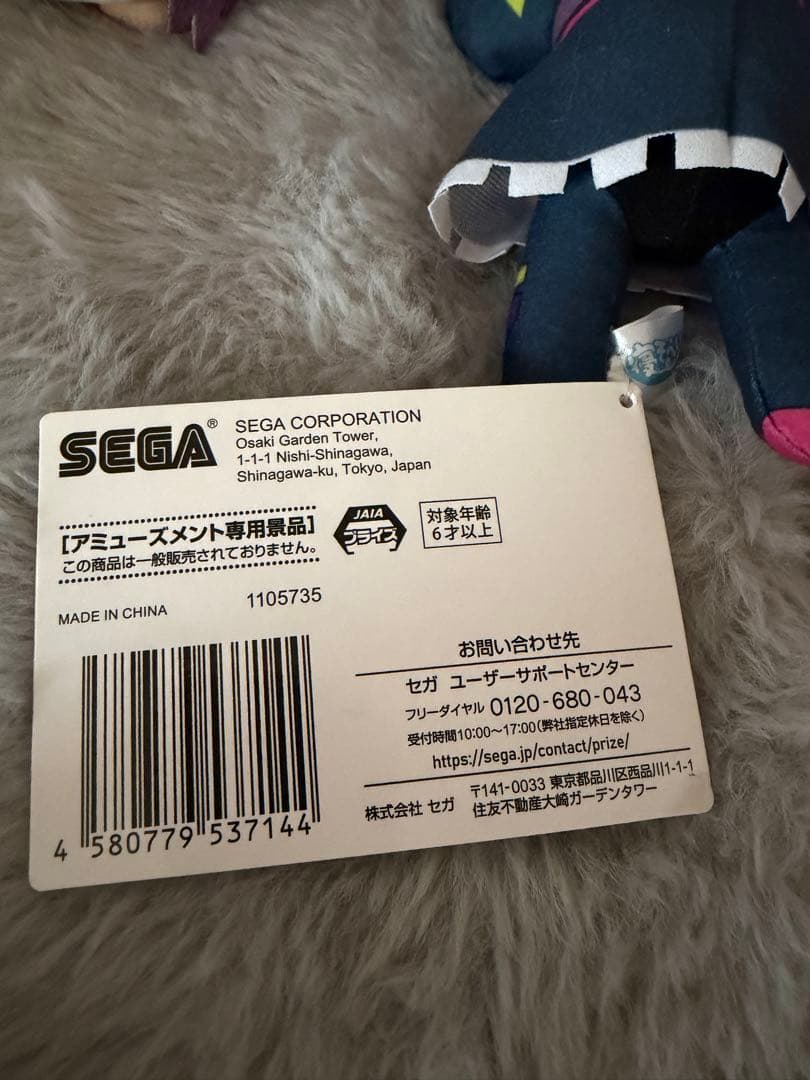 SEGA®
SEGA CORPORATION
Osaki Garden Tower,
1-1-1 Nishi-Shinagawa,
Shinagawa-ku, Tokyo, Japan
[アミューズメント専用景品]
この商品は一般販売されておりません。
JAIA
プライズ
対象年齢
6才以上
MADE IN CHINA
1105735
4 580779 537144
お問い合わせ先
セガ ユーザーサポートセンター
フリーダイヤル 0120-680-043
受付時間10:00〜17:00(弊社指定休日を除く)
https://sega.jp/contact/prize/
株式会社 セガ
〒141-0033 東京都品川区西品川1-1-1
住友不動産大崎ガーデンタワー